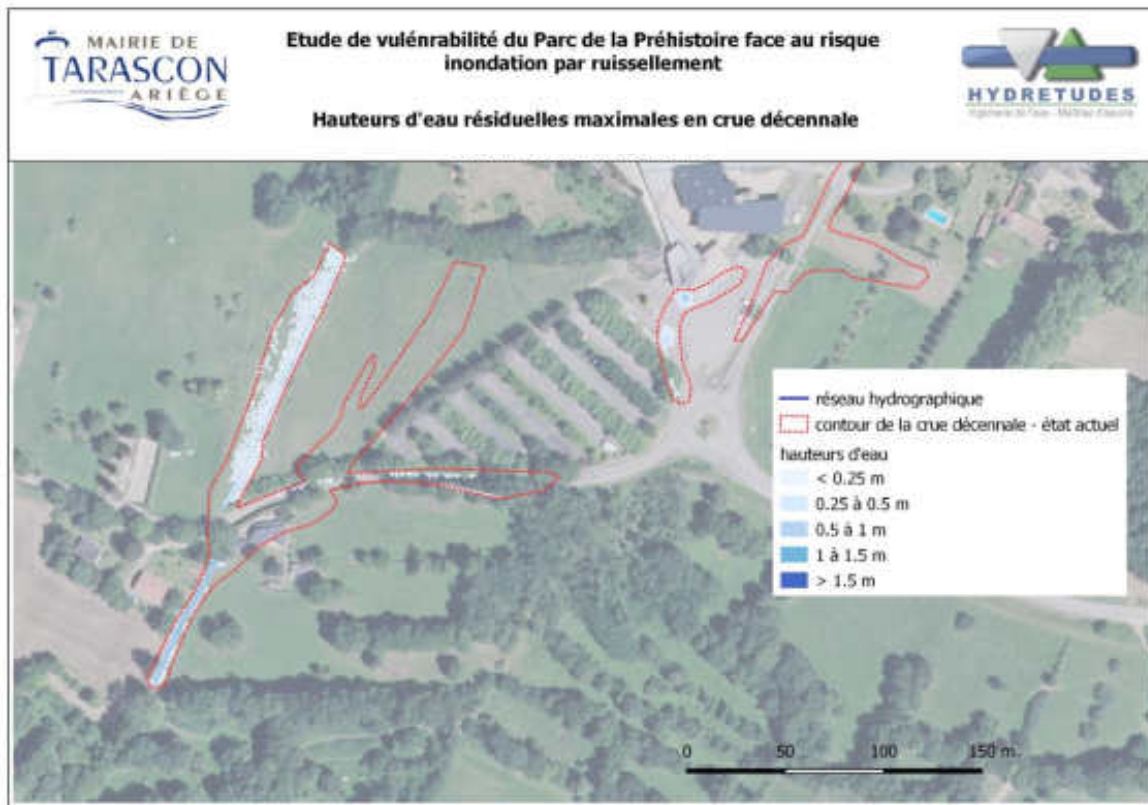 MAIRIE DE
TARASCON
ARIÈGE
Etude de vulénrabilité du Parc de la Préhistoire face au risque
inondation par ruissellement
Hauteurs d'eau résiduelles maximales en crue décennale
HYDRETUDES
réseau hydrographique
contour de la crue décennale - état actuel
hauteurs d'eau
< 0.25 m
0.25 à 0.5 m
0.5 à 1 m
1 à 1.5 m
> 1.5 m
0 50 100 150 m